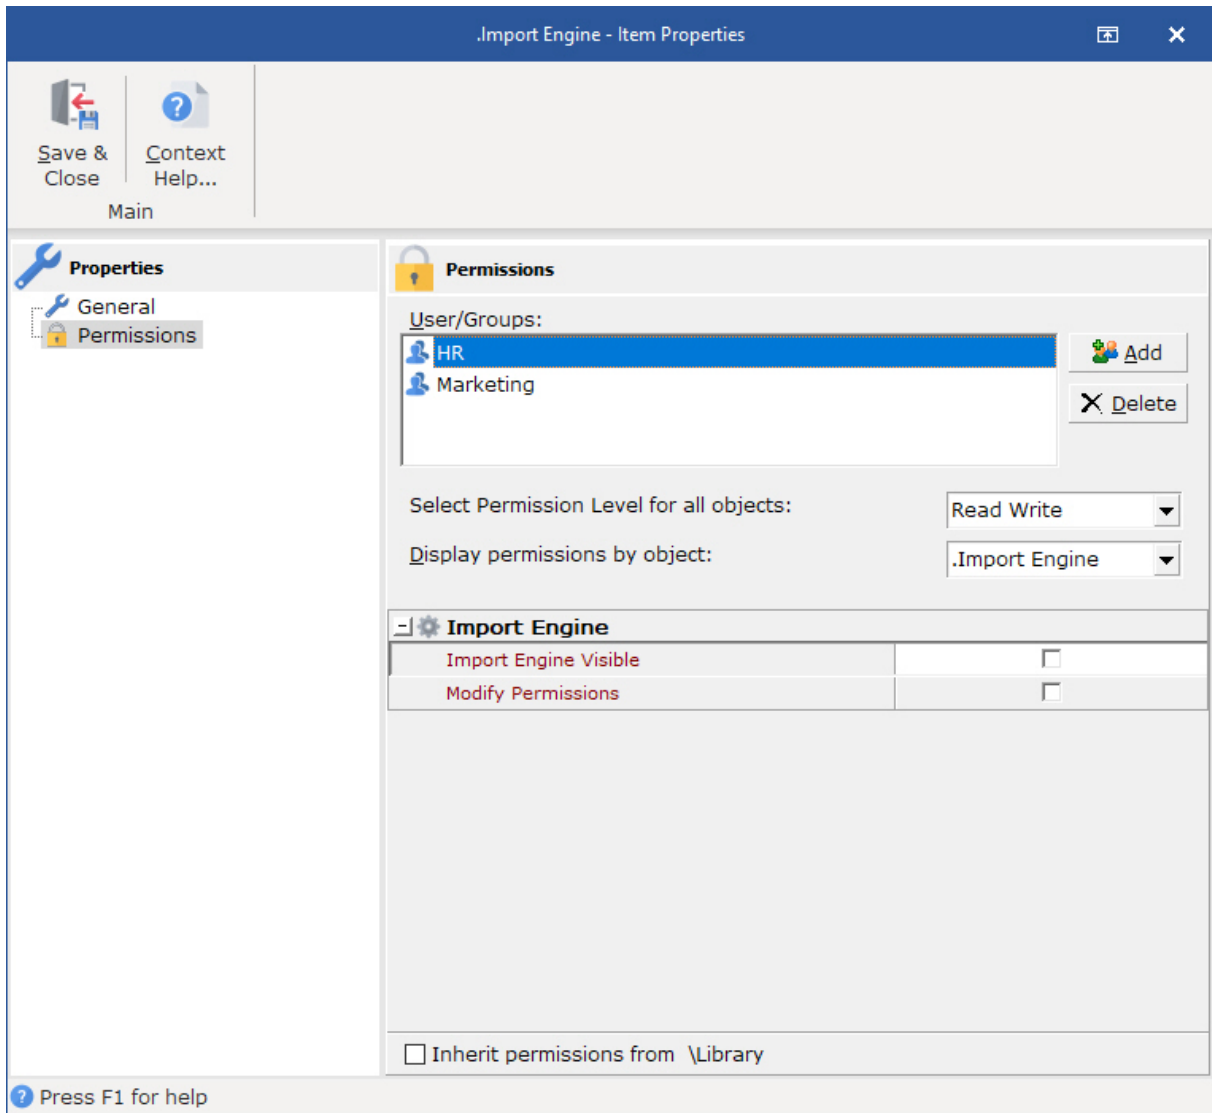 .Import Engine - Item Properties
Save &
Close
Context
Help...
Main
Properties
General
Permissions
Permissions
User/Groups:
HR
Marketing
Add
Delete
Select Permission Level for all objects:
Read Write
Display permissions by object:
.Import Engine
Import Engine
Import Engine Visible
Modify Permissions
Inherit permissions from \Library
Press F1 for help